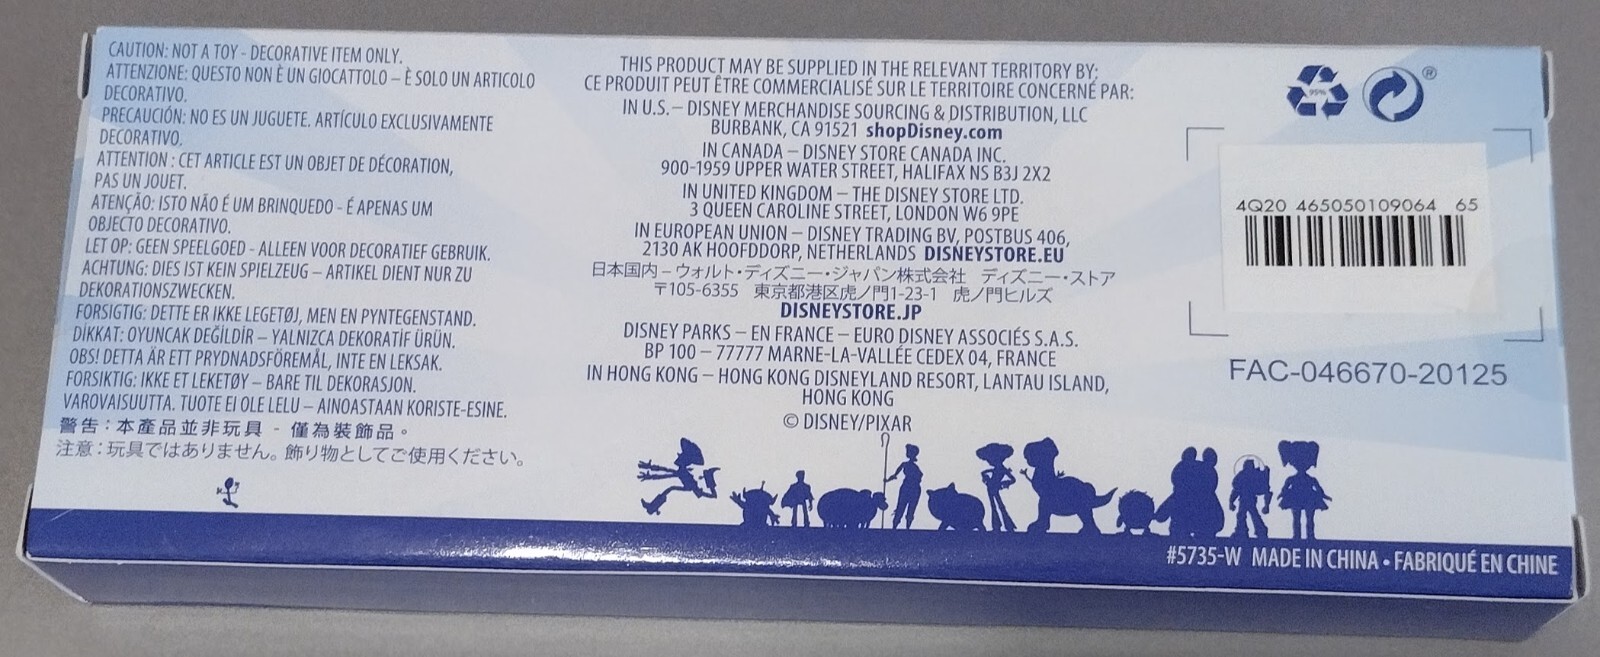 CAUTION: NOT A TOY - DECORATIVE ITEM ONLY.
ATTENZIONE: QUESTO NON È UN GIOCATTOLO – È SOLO UN ARTICOLO
DECORATIVO.
PRECAUCIÓN: NO ES UN JUGUETE. ARTÍCULO EXCLUSIVAMENTE
DECORATIVO.
ATTENTION : CET ARTICLE EST UN OBJET DE DÉCORATION,
PAS UN JOUET.
ATENÇÃO: ISTO NÃO É UM BRINQUEDO - É APENAS UM
OBJECTO DECORATIVO.
LET OP: GEEN SPEELGOED - ALLEEN VOOR DECORATIEF GEBRUIK.
ACHTUNG: DIES IST KEIN SPIELZEUG – ARTIKEL DIENT NUR ZU
DEKORATIONSZWECKEN.
FORSIGTIG: DETTE ER IKKE LEGETØJ, MEN EN PYNTEGENSTAND.
DİKKAT: OYUNCAK DEĞİLDİR – YALNIZCA DEKORATİF ÜRÜN.
OBS! DETTA ÄR ETT PRYDNADSFÖREMÅL, INTE EN LEKSAK.
FORSIKTIG: IKKE ET LEKETØY – BARE TIL DEKORASJON.
VAROVAISUUTTA. TUOTE EI OLE LELU – AINOASTAAN KORISTE-ESINE.
警告：本產品並非玩具 - 僅為裝飾品。
注意：玩具ではありません。飾り物としてご使用ください。
THIS PRODUCT MAY BE SUPPLIED IN THE RELEVANT TERRITORY BY:
CE PRODUIT PEUT ÊTRE COMMERCIALISÉ SUR LE TERRITOIRE CONCERNÉ PAR:
IN U.S. – DISNEY MERCHANDISE SOURCING & DISTRIBUTION, LLC
BURBANK, CA 91521 shopDisney.com
IN CANADA – DISNEY STORE CANADA INC.
900-1959 UPPER WATER STREET, HALIFAX NS B3J 2X2
IN UNITED KINGDOM – THE DISNEY STORE LTD.
3 QUEEN CAROLINE STREET, LONDON W6 9PE
IN EUROPEAN UNION – DISNEY TRADING BV, POSTBUS 406,
2130 AK HOOFDDORP, NETHERLANDS DISNEYSTORE.EU
日本国内 – ウォルト・ディズニー・ジャパン株式会社 ディズニー・ストア
〒105-6355 東京都港区虎ノ門1-23-1 虎ノ門ヒルズ
DISNEYSTORE.JP
DISNEY PARKS – EN FRANCE – EURO DISNEY ASSOCIÉS S.A.S.
BP 100 – 77777 MARNE-LA-VALLÉE CEDEX 04, FRANCE
IN HONG KONG – HONG KONG DISNEYLAND RESORT, LANTAU ISLAND,
HONG KONG
© DISNEY/PIXAR
95%
®
4Q20 465050109064 65
FAC-046670-20125
#5735-W MADE IN CHINA • FABRIQUÉ EN CHINE